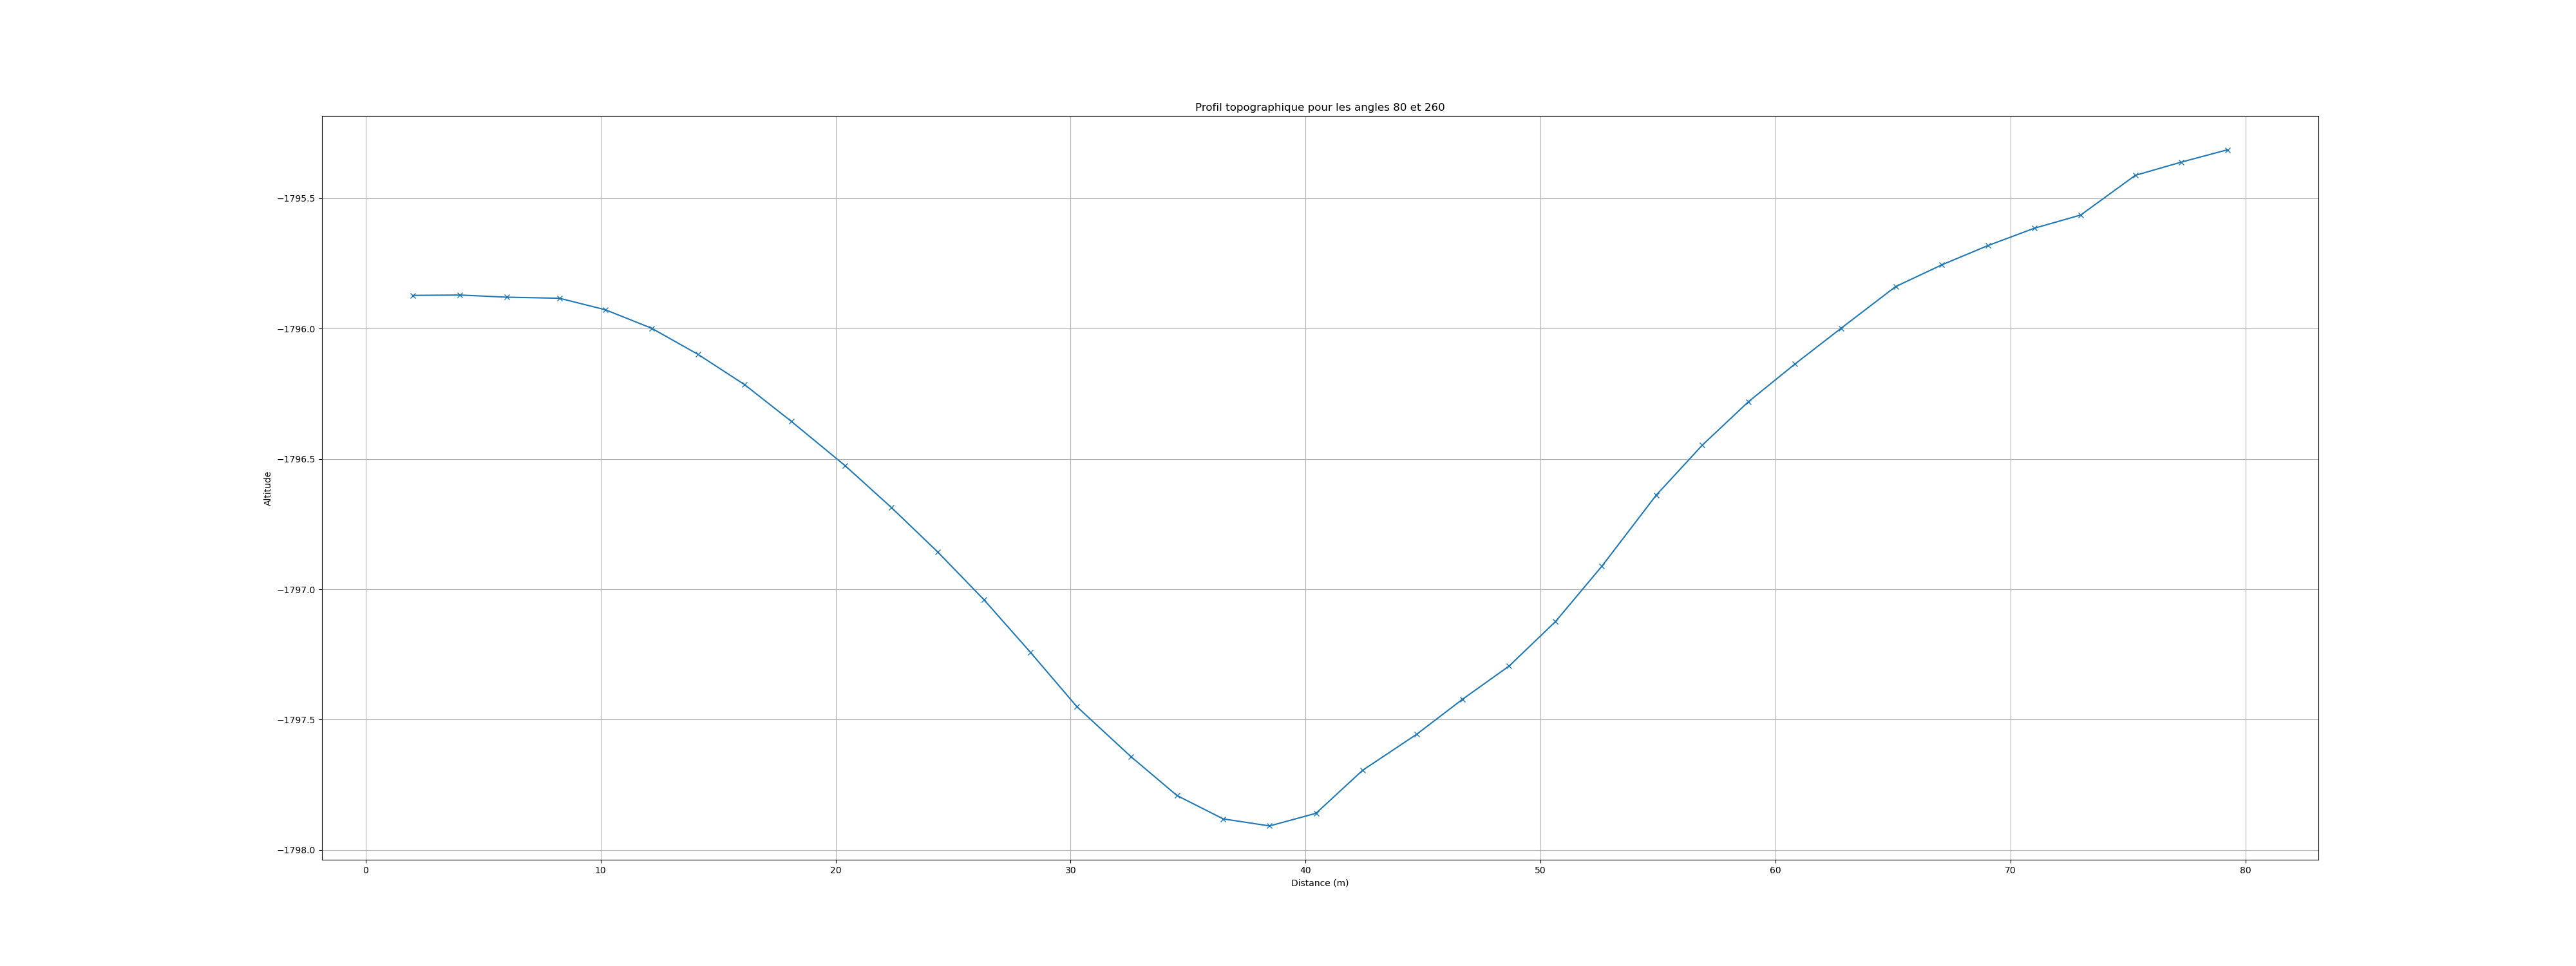 Profil topographique pour les angles 80 et 260
Altitude
−1795.5
−1796.0
−1796.5
−1797.0
−1797.5
−1798.0
0 10 20 30 40 50 60 70 80
Distance (m)